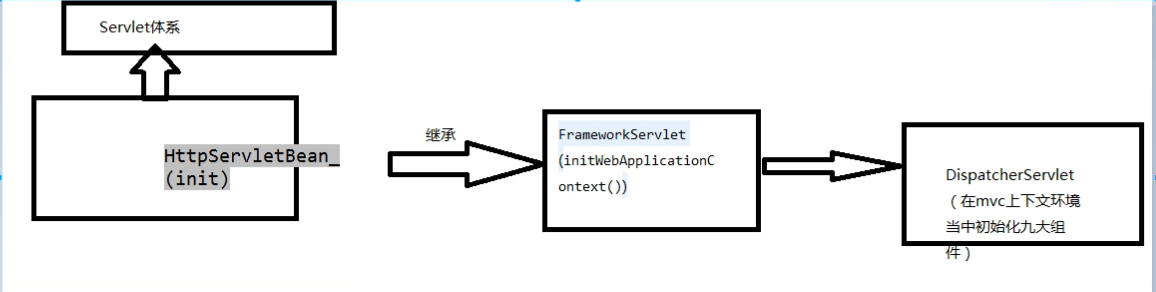 Servlet体系
HttpServletBean_
(init)
继承
FrameworkServlet
(initWebApplicationC
ontext())
DispatcherServlet
（在mvc上下文环境
当中初始化九大组
件）